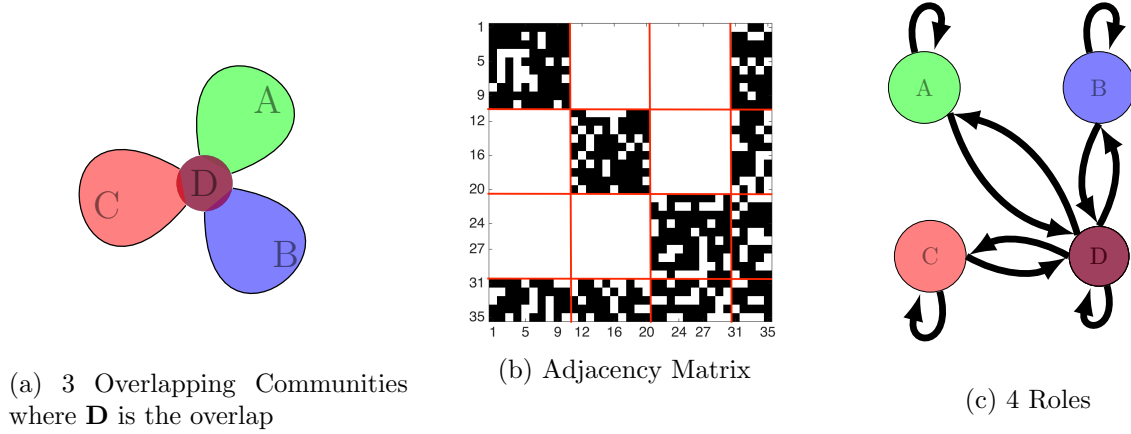 A
D
C
B
1
5
9
12
16
20
24
27
31
35
1 5 9 12 16 20 24 27 31 35
A
B
C
D
(a) 3 Overlapping Communities
where D is the overlap
(b) Adjacency Matrix
(c) 4 Roles